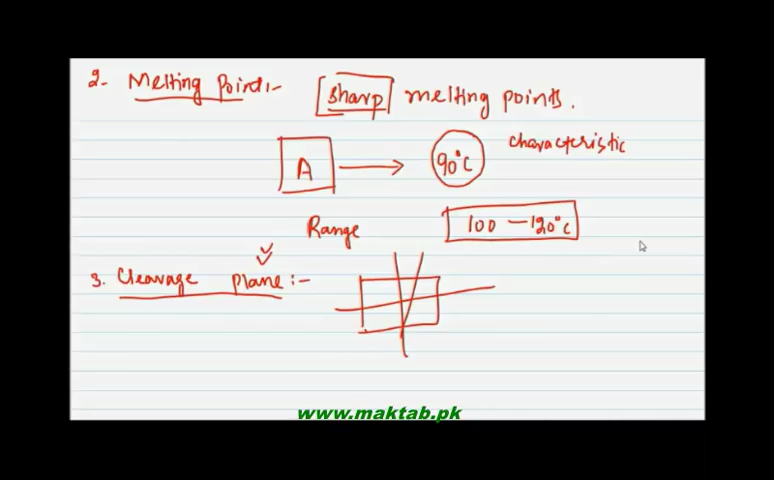 2. Melting Point:-
sharp melting points.
A 90°C characteristic
Range 100 - 120°C
3. Cleavage plane :-
www.maktab.pk